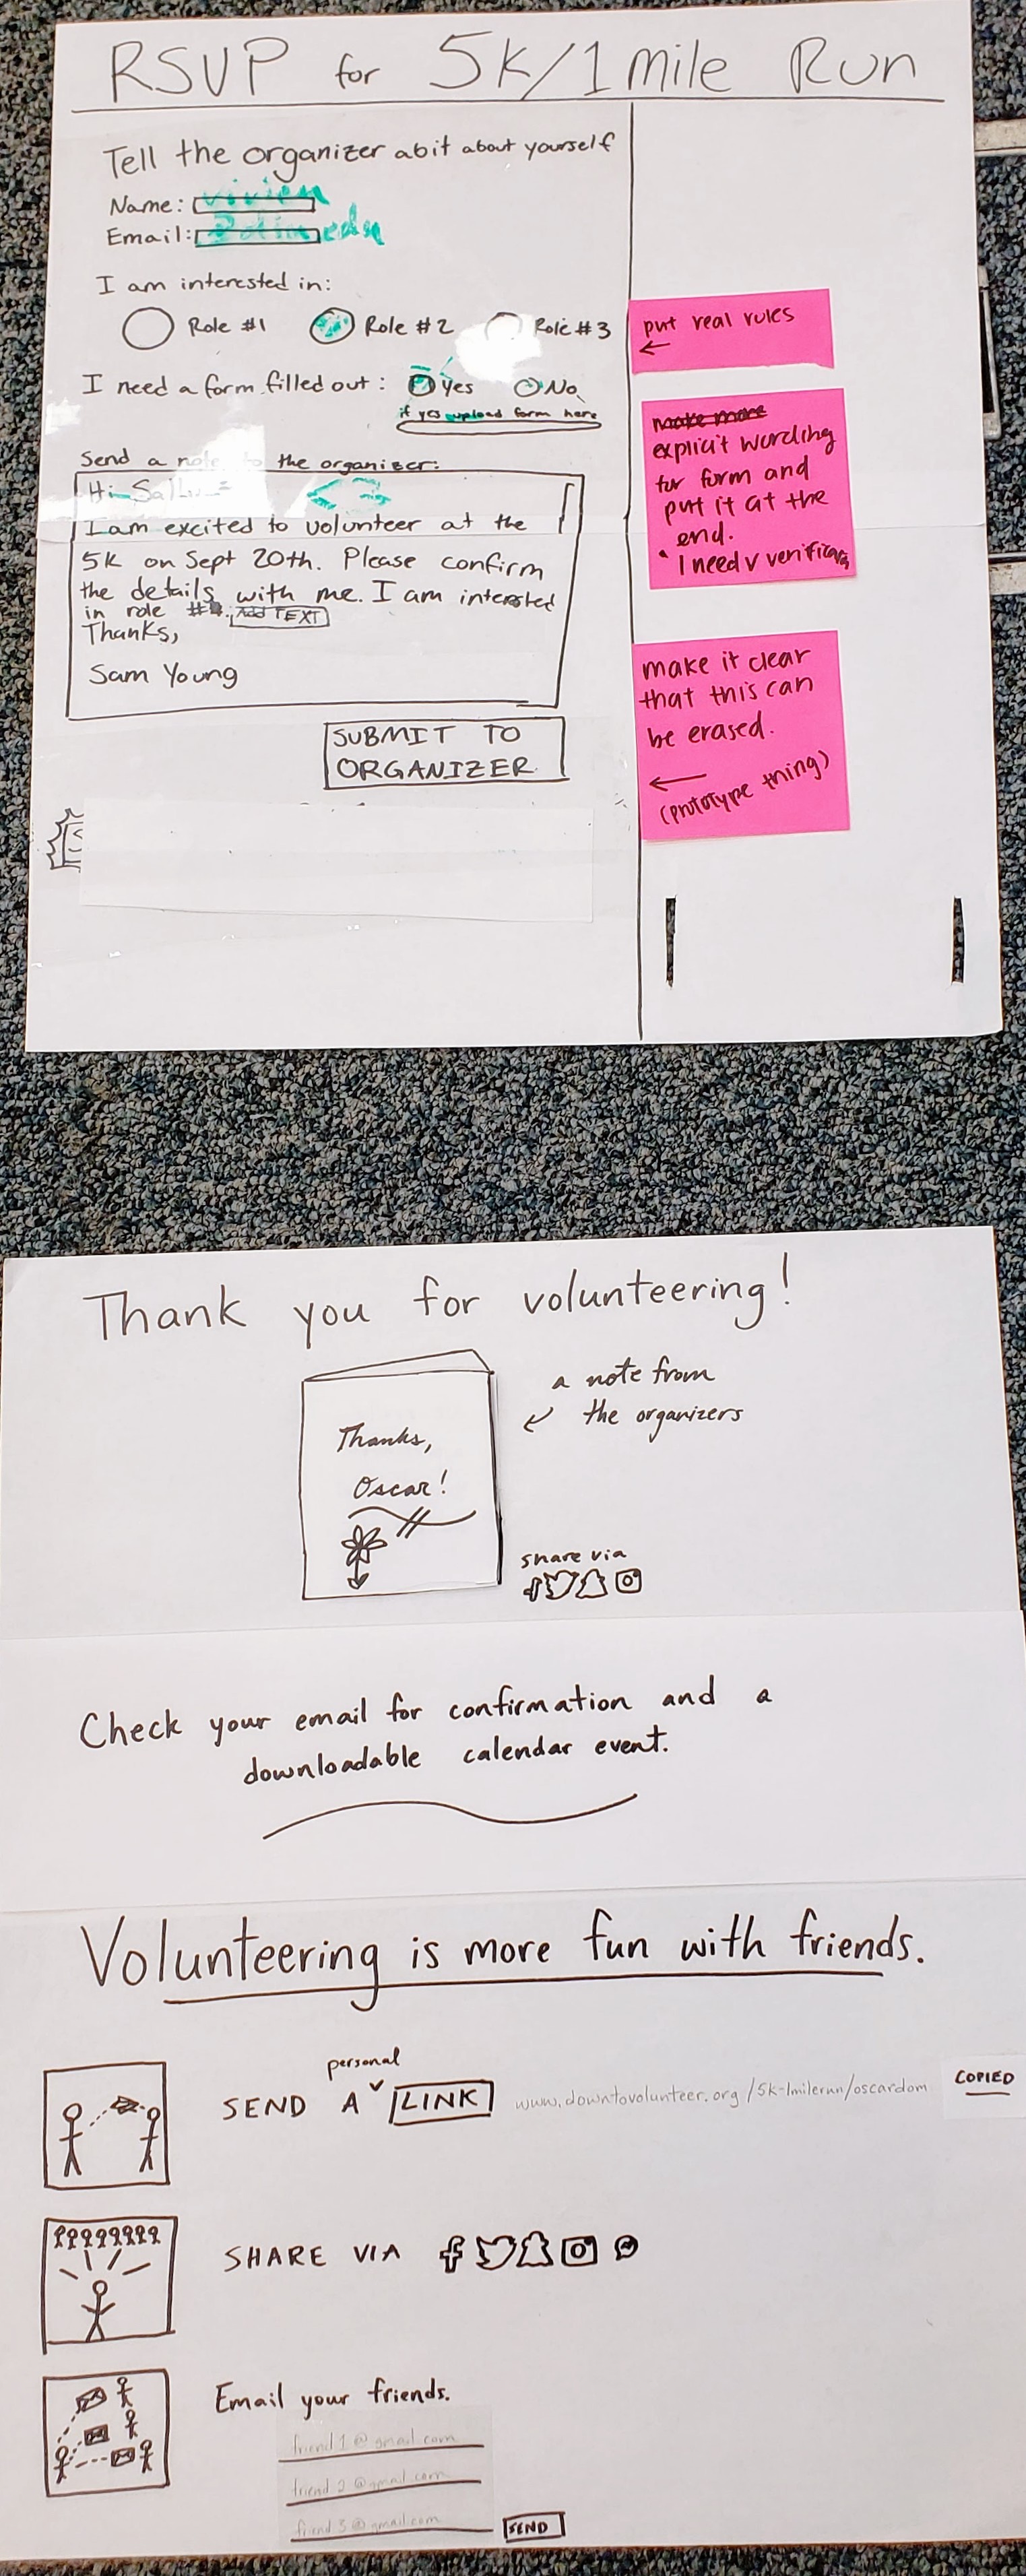 RSVP for 5k/1 mile Run
Tell the organizer a bit about yourself
Name: vivien
Email: edu
I am interested in:
Role #1 Role #2 Role #3
I need a form filled out: Yes No
if yes upload form here
Send a note to the organizer:
Hi
I am excited to volunteer at the
5k on Sept 20th. Please confirm
the details with me. I am interested
in role # Add TEXT
Thanks,
Sam Young
SUBMIT TO
ORGANIZER
put real rules
make more
explicit wording
for form and
put it at the
end.
make it clear
that this can
be erased.
(prototype thing)
Thank you for volunteering!
a note from
the organizers
Thanks,
Oscar!
share via
Check your email for confirmation and a
downloadable calendar event.
Volunteering is more fun with friends.
SEND A personal LINK www.downtovolunteer.org/5k-1milerun/oscardom COPIED
SHARE VIA
Email your friends.
friend 1 @ gmail.com
friend 2 @gmail.com
friend 3 @ gmail.com
SEND